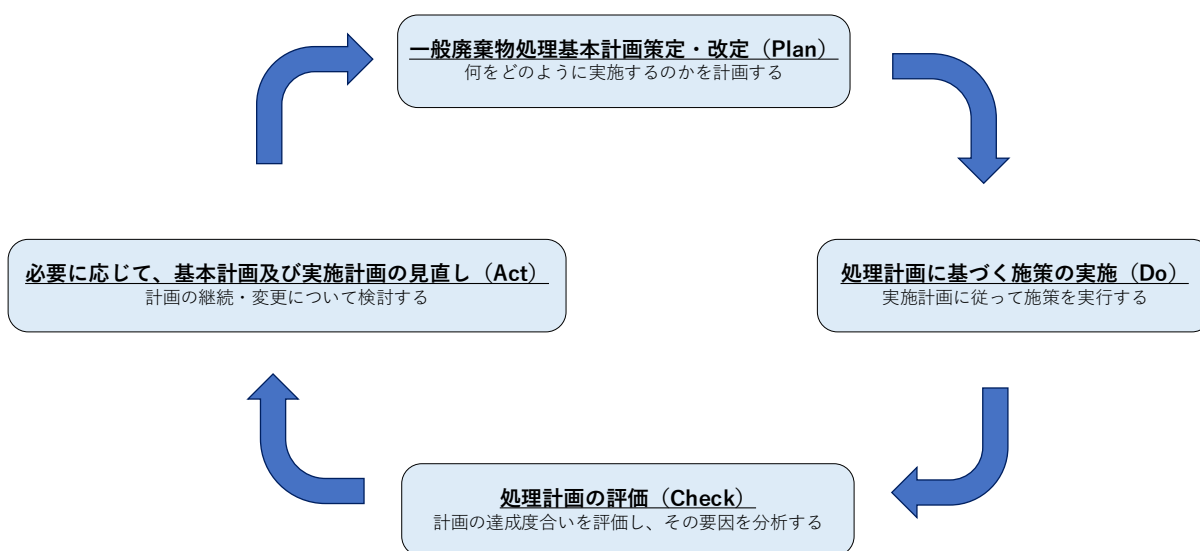 一般廃棄物処理基本計画策定・改定（Plan）
何をどのように実施するのかを計画する
必要に応じて、基本計画及び実施計画の見直し（Act）
計画の継続・変更について検討する
処理計画に基づく施策の実施（Do）
実施計画に従って施策を実行する
処理計画の評価（Check）
計画の達成度合いを評価し、その要因を分析する